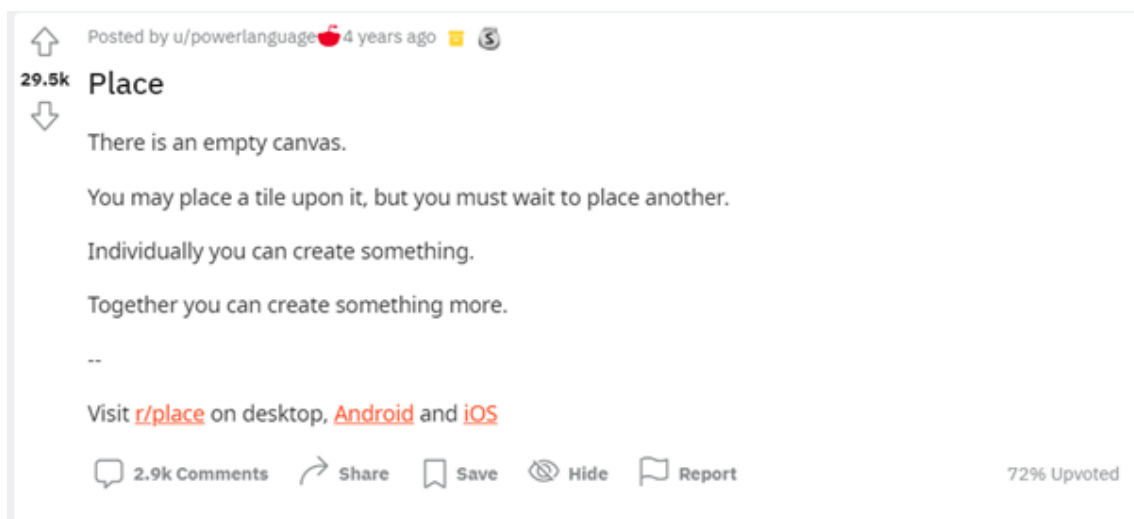 Posted by u/powerlanguage 4 years ago
29.5k
Place
There is an empty canvas.
You may place a tile upon it, but you must wait to place another.
Individually you can create something.
Together you can create something more.
--
Visit r/place on desktop, Android and iOS
2.9k Comments Share Save Hide Report 72% Upvoted